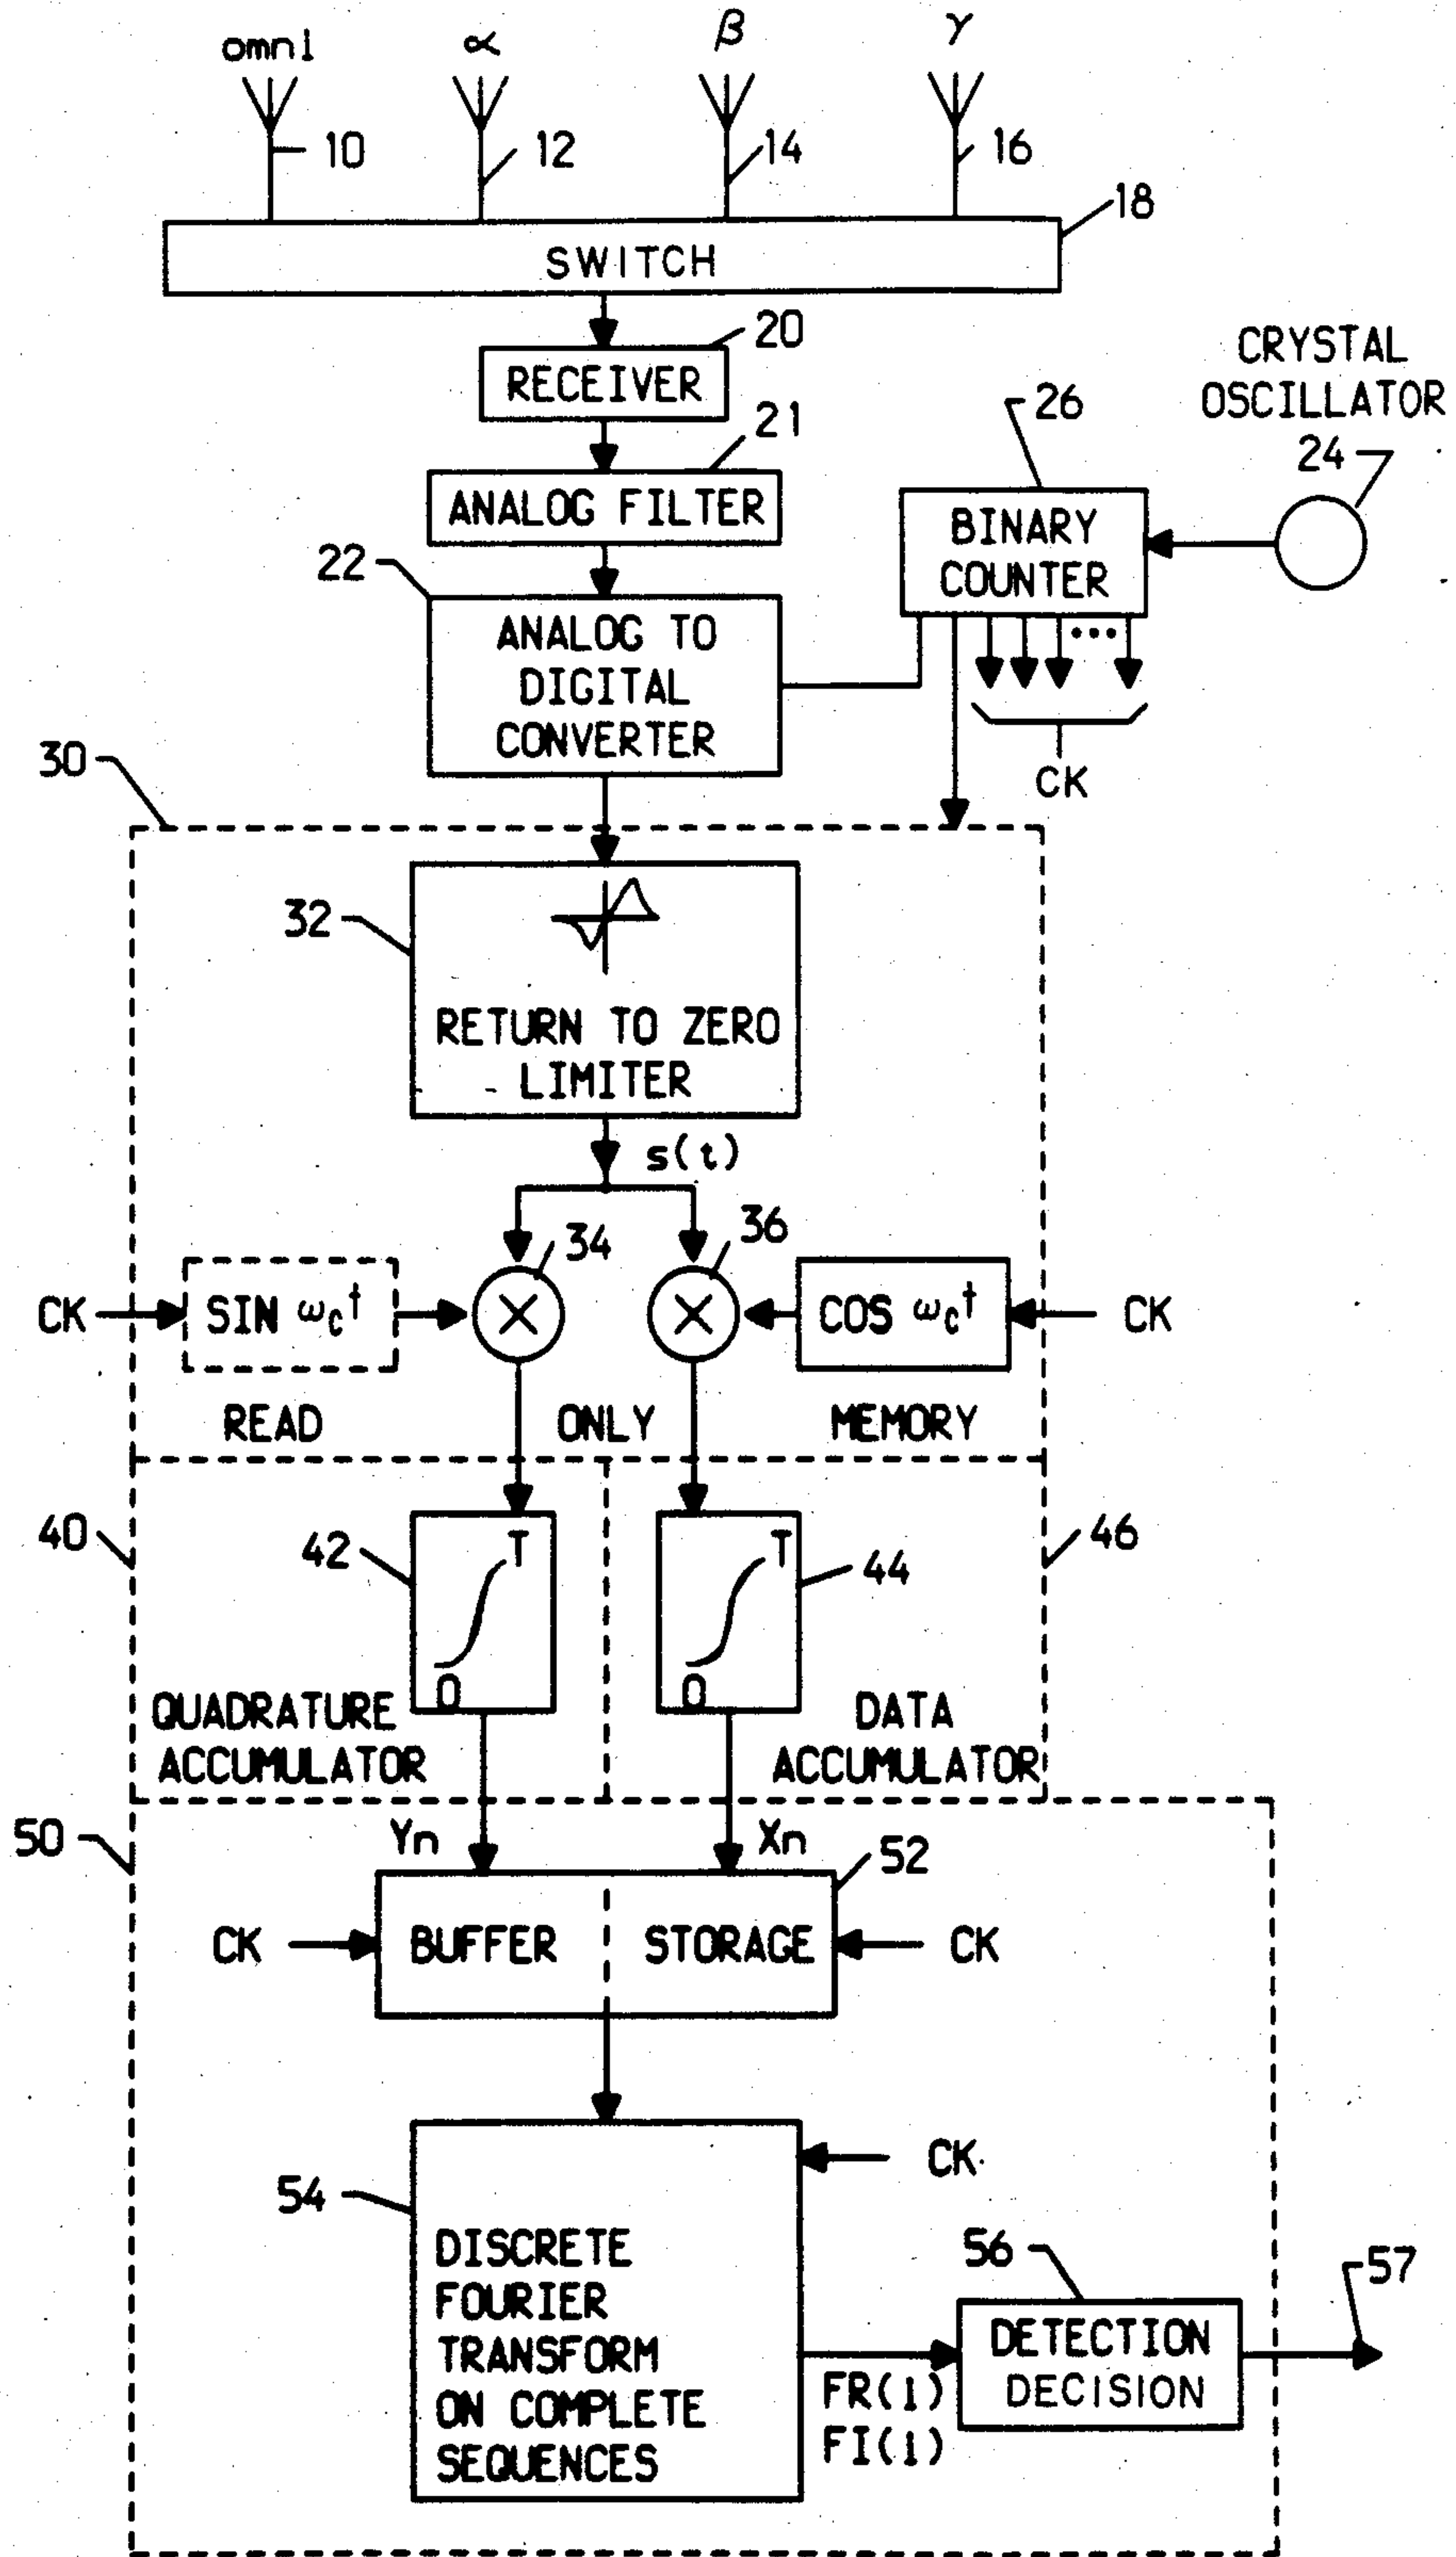 omni
α
β
γ
10
12
14
16
18
SWITCH
20
RECEIVER
CRYSTAL
OSCILLATOR
24
26
21
ANALOG FILTER
BINARY
COUNTER
22
ANALOG TO
DIGITAL
CONVERTER
...
CK
30
32
RETURN TO ZERO
LIMITER
s(t)
34
36
CK
SIN ωct
X
X
COS ωct
CK
READ ONLY MEMORY
40
42
T
O
T
O
44
46
QUADRATURE
ACCUMULATOR
DATA
ACCUMULATOR
50
Yn
Xn
52
CK
BUFFER
STORAGE
CK
CK
54
DISCRETE
FOURIER
TRANSFORM
ON COMPLETE
SEQUENCES
56
57
DETECTION
DECISION
FR(i)
FI(i)